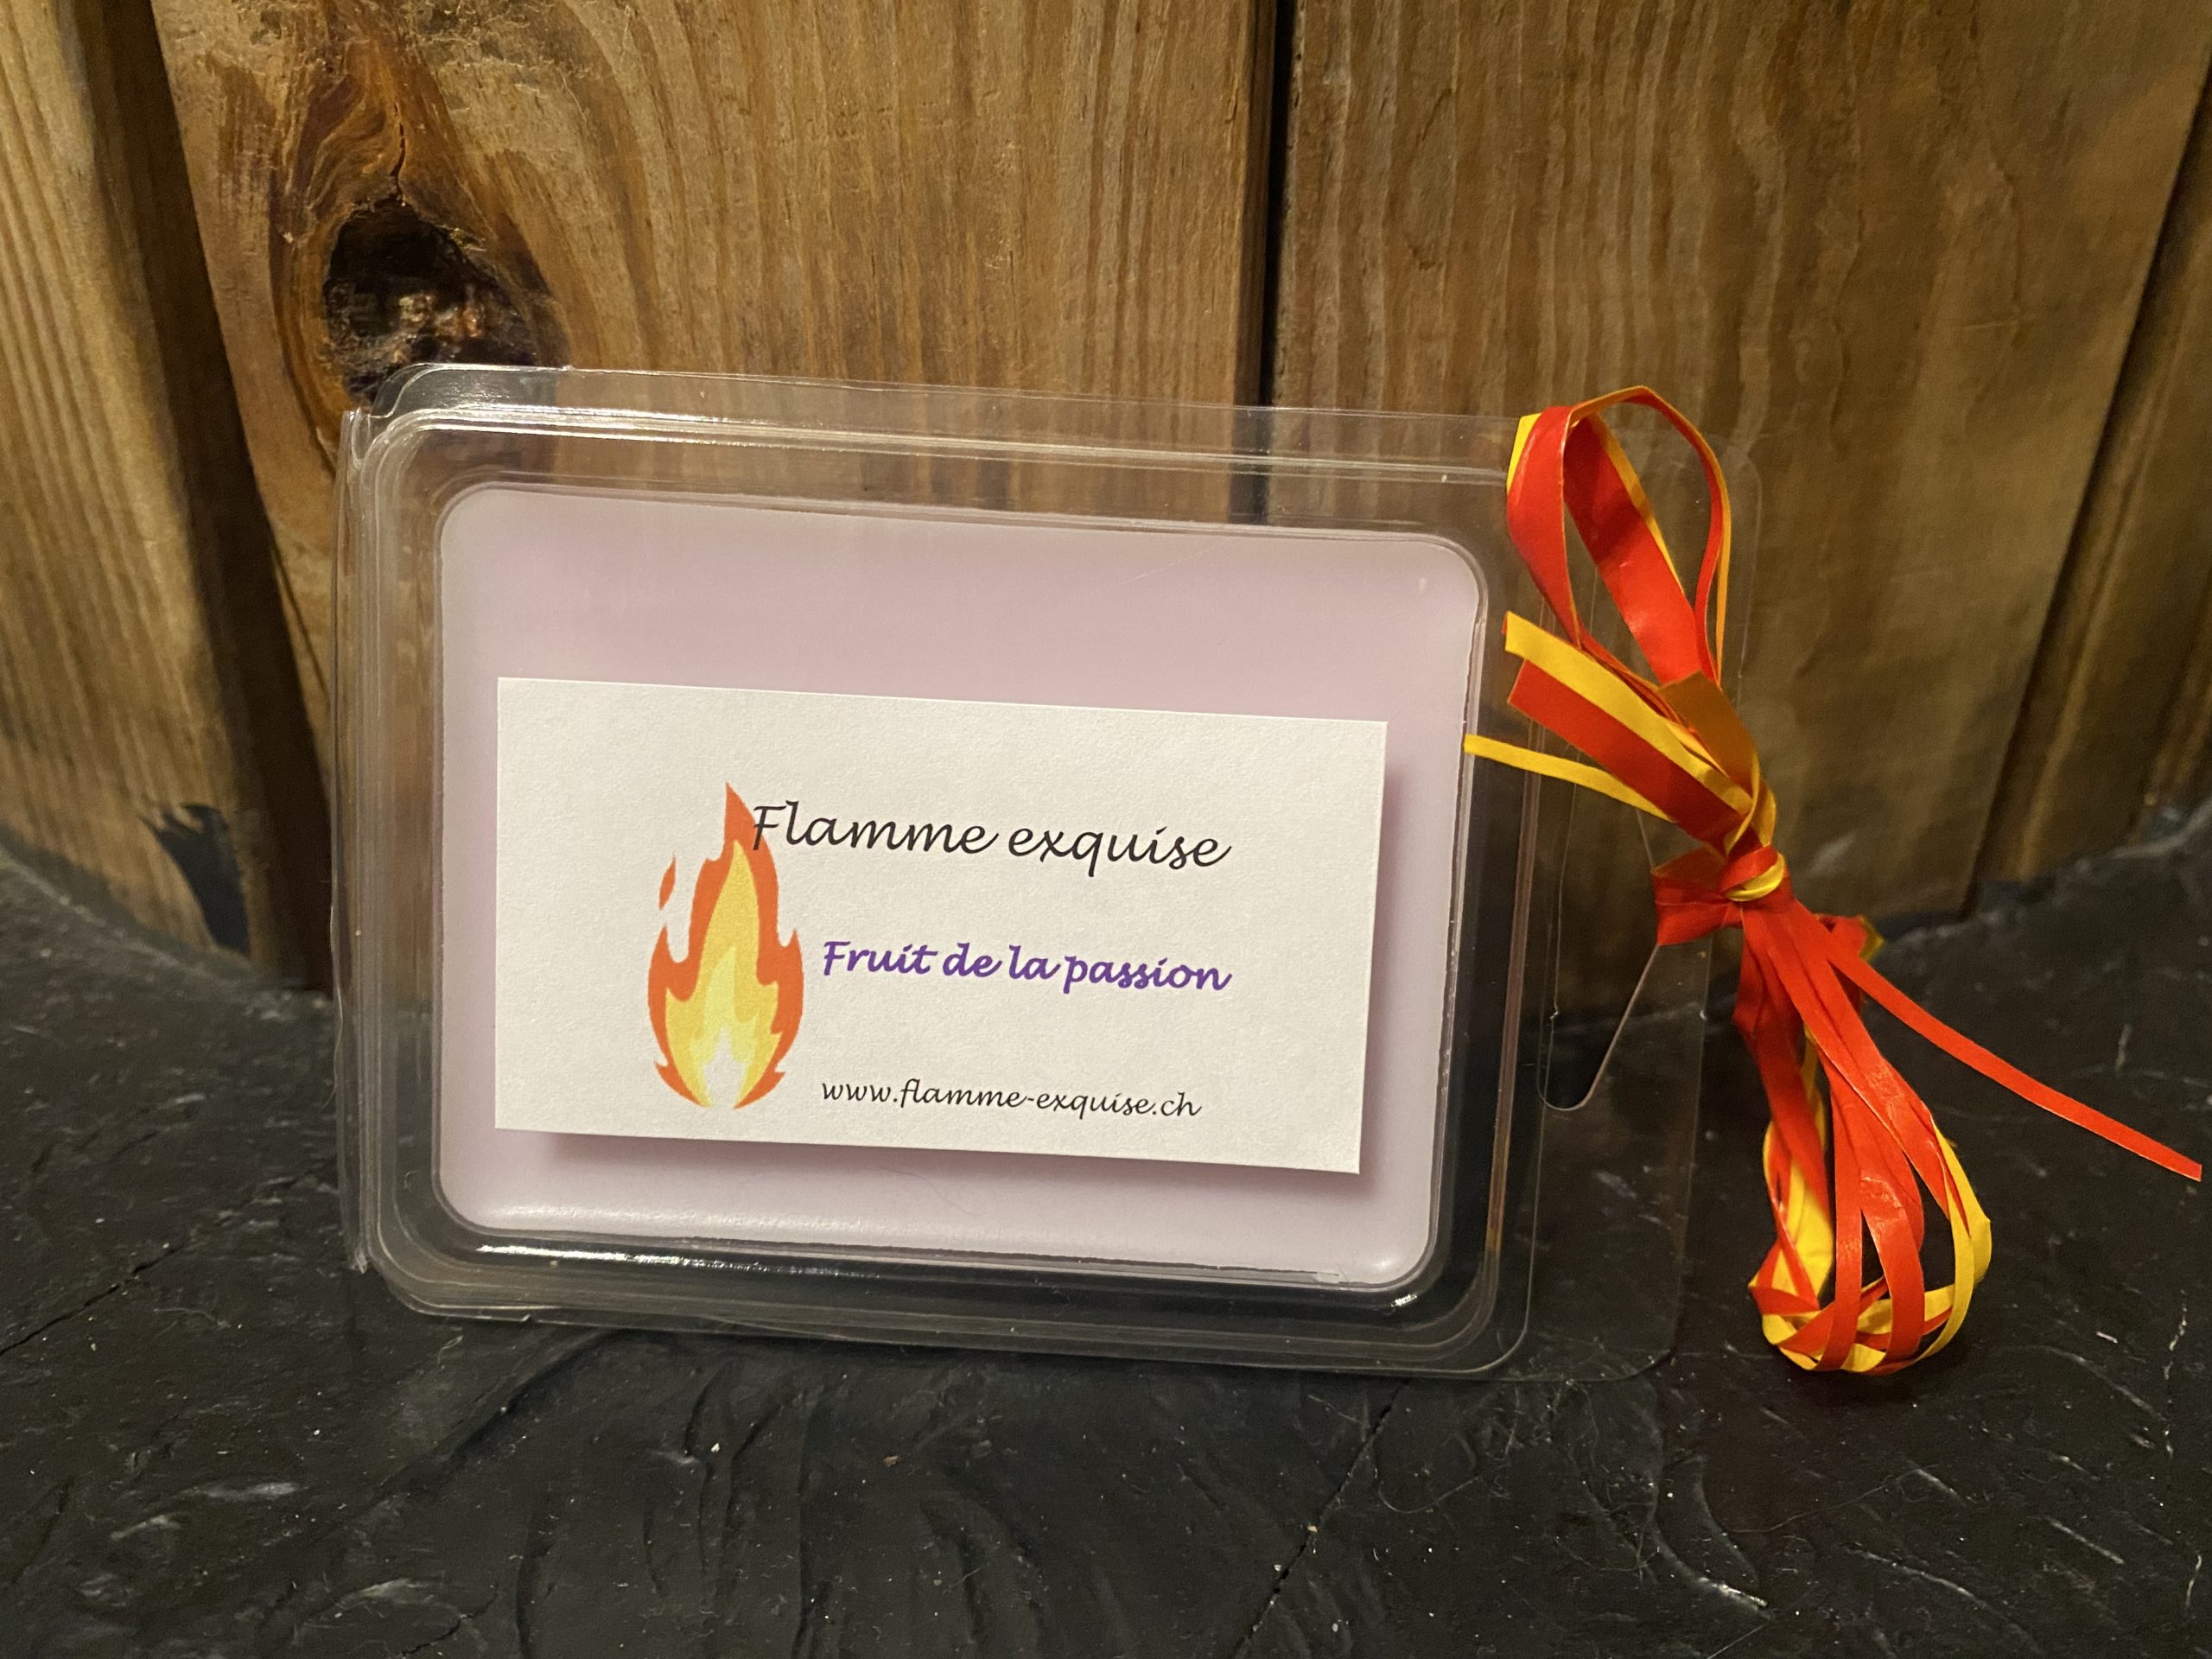 Flamme exquise
Fruit de la passion
www.flamme-exquise.ch